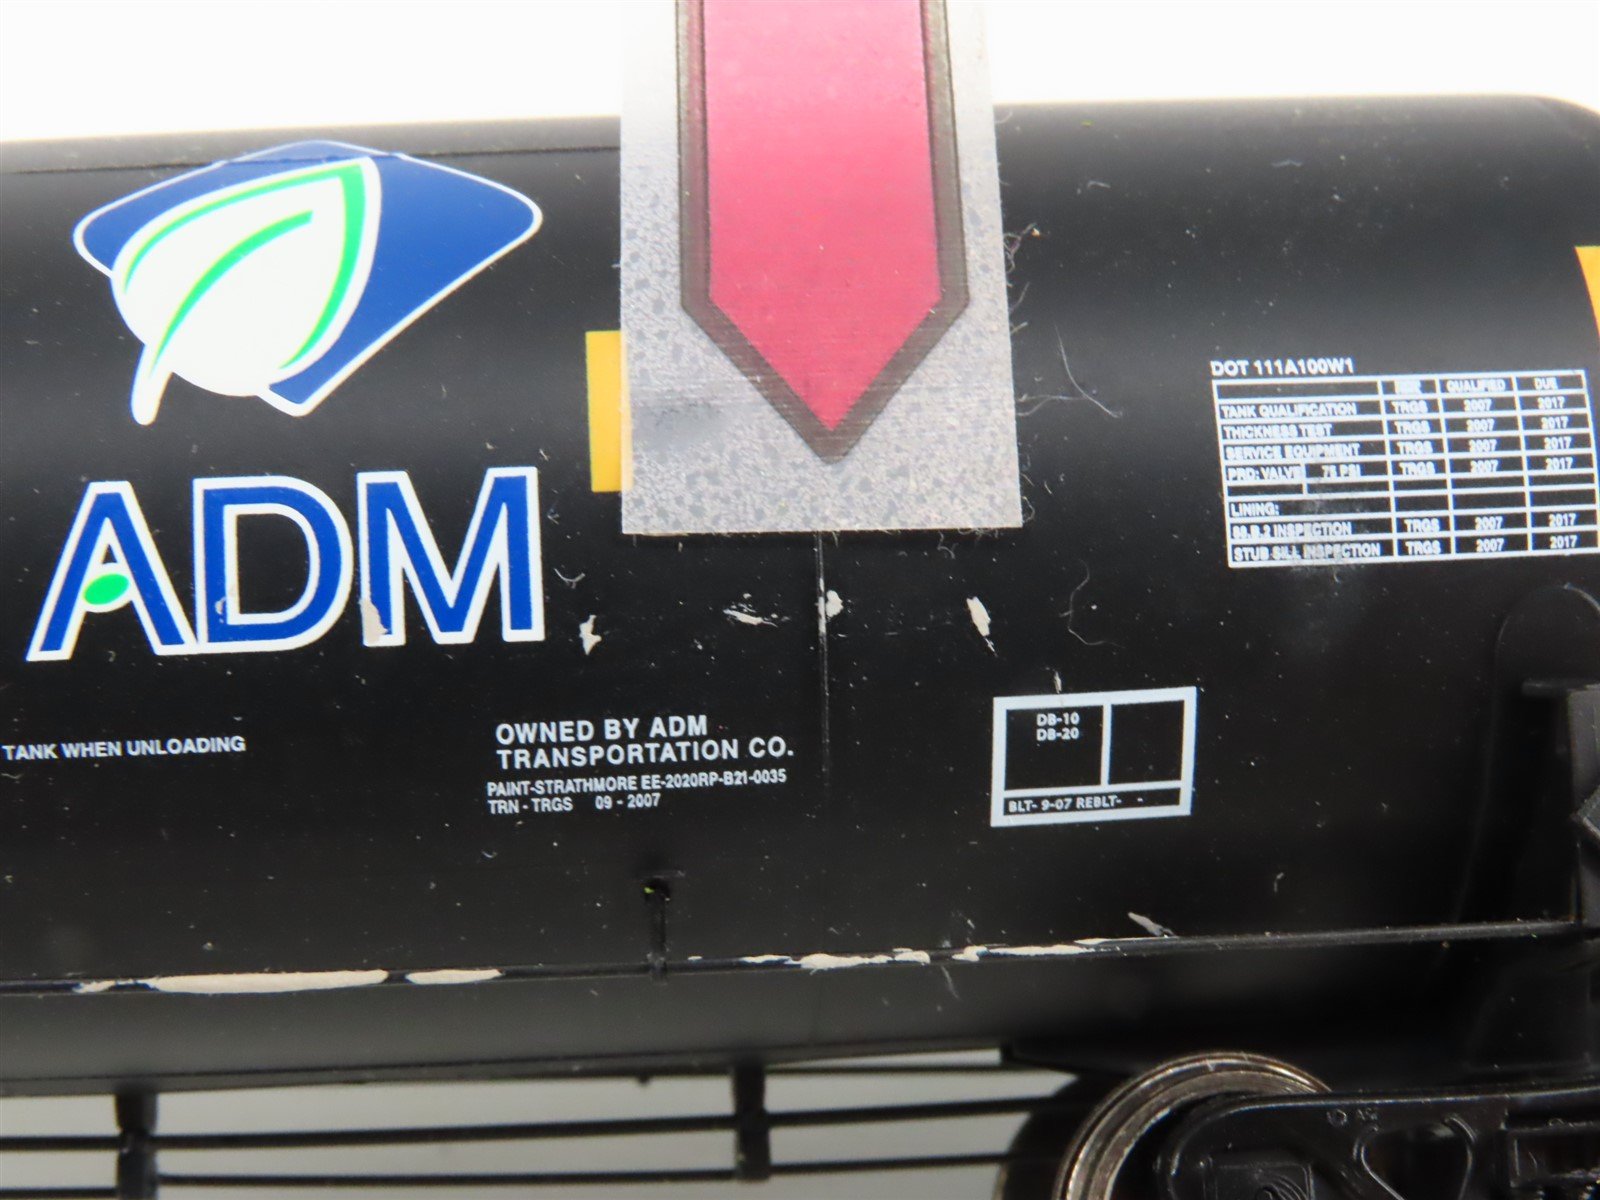 ADM
TANK WHEN UNLOADING
OWNED BY ADM
TRANSPORTATION CO.
PAINT-STRATHMORE EE-2020RP-B21-0035
TRN - TRGS 09 - 2007
DB-10
DB-20
BLT- 9-07 REBLT-
DOT 111A100W1
QUALIFIED DUE
TANK QUALIFICATION TRGS 2007 2017
THICKNESS TEST TRGS 2007 2017
SERVICE EQUIPMENT TRGS 2007 2017
PRD: VALVE 75 PSI TRGS 2007 2017
LINING:
88.B.2 INSPECTION TRGS 2007 2017
STUB SILL INSPECTION TRGS 2007 2017